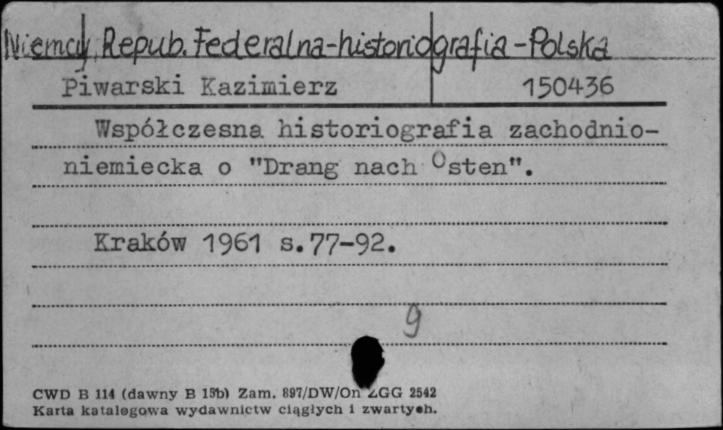 Niemcy, Repub. Federalna-historiografia-Polska
Piwarski Kazimierz 150436
Współczesna historiografia zachodnio-
niemiecka o "Drang nach Osten".
Kraków 1961 s.77-92.
9
CWD B 114 (dawny B 15b) Zam. 897/DW/On ZGG 2542
Karta katalogowa wydawnictw ciągłych i zwartych.